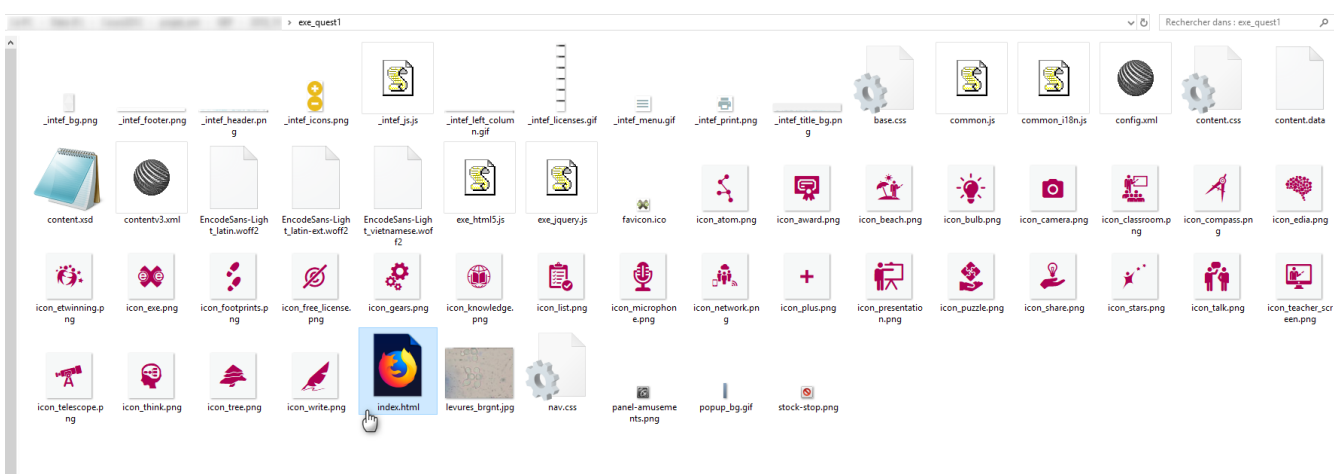 > exe_quest1
Rechercher dans : exe_quest1
_intef_bg.png
_intef_footer.png
_intef_header.pn
g
_intef_icons.png
_intef_js.js
_intef_left_colum
n.gif
_intef_licenses.gif
_intef_menu.gif
_intef_print.png
_intef_title_bg.pn
g
base.css
common.js
common_i18n.js
config.xml
content.css
content.data
content.xsd
contentv3.xml
EncodeSans-Ligh
t_latin.woff2
EncodeSans-Ligh
t_latin-ext.woff2
EncodeSans-Ligh
t_vietnamese.wof
f2
exe_html5.js
exe_jquery.js
favicon.ico
icon_atom.png
icon_award.png
icon_beach.png
icon_bulb.png
icon_camera.png
icon_classroom.p
ng
icon_compass.pn
g
icon_edia.png
icon_etwinning.p
ng
icon_exe.png
icon_footprints.p
ng
icon_free_license.
png
icon_gears.png
icon_knowledge.
png
icon_list.png
icon_microphon
e.png
icon_network.pn
g
icon_plus.png
icon_presentatio
n.png
icon_puzzle.png
icon_share.png
icon_stars.png
icon_talk.png
icon_teacher_scr
een.png
icon_telescope.p
ng
icon_think.png
icon_tree.png
icon_write.png
index.html
levures_brgnt.jpg
nav.css
panel-amuseme
nts.png
popup_bg.gif
stock-stop.png